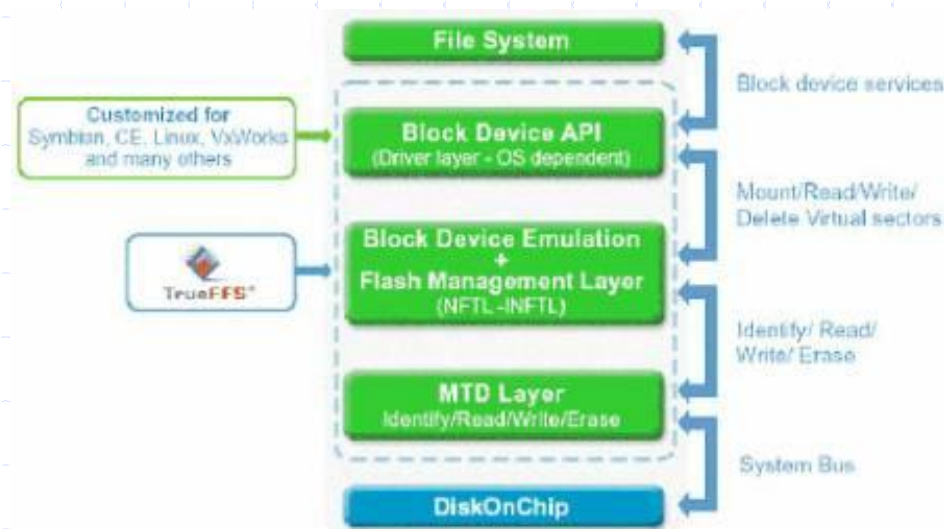 File System
Block device services
Customized for
Symbian, CE, Linux, VxWorks
and many others
Block Device API
(Driver layer - OS dependent)
Mount/Read/Write/
Delete Virtual sectors
Block Device Emulation
+
Flash Management Layer
(NFTL -INFTL)
TrueFFS®
Identify/ Read/
Write/ Erase
MTD Layer
Identify/Read/Write/Erase
System Bus
DiskOnChip